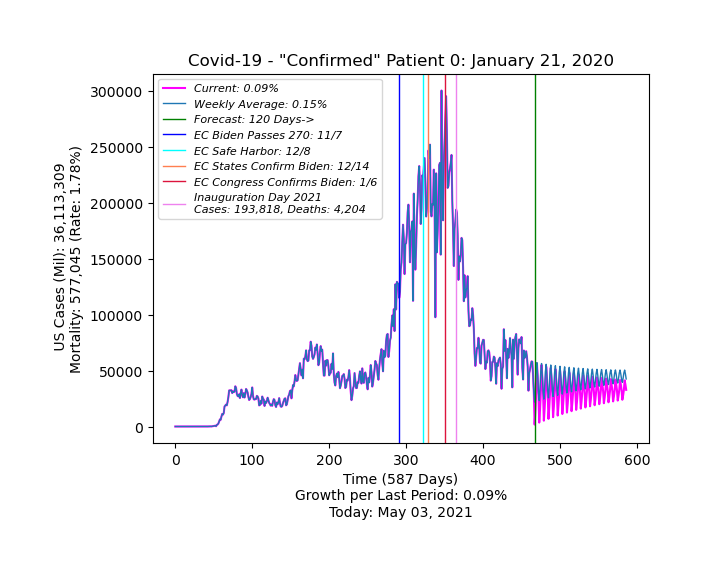 Covid-19 - "Confirmed" Patient 0: January 21, 2020
Current: 0.09%
Weekly Average: 0.15%
Forecast: 120 Days->
EC Biden Passes 270: 11/7
EC Safe Harbor: 12/8
EC States Confirm Biden: 12/14
EC Congress Confirms Biden: 1/6
Inauguration Day 2021
Cases: 193,818, Deaths: 4,204
US Cases (Mil): 36,113,309
Mortality: 577,045 (Rate: 1.78%)
300000
250000
200000
150000
100000
50000
0
0 100 200 300 400 500 600
Time (587 Days)
Growth per Last Period: 0.09%
Today: May 03, 2021